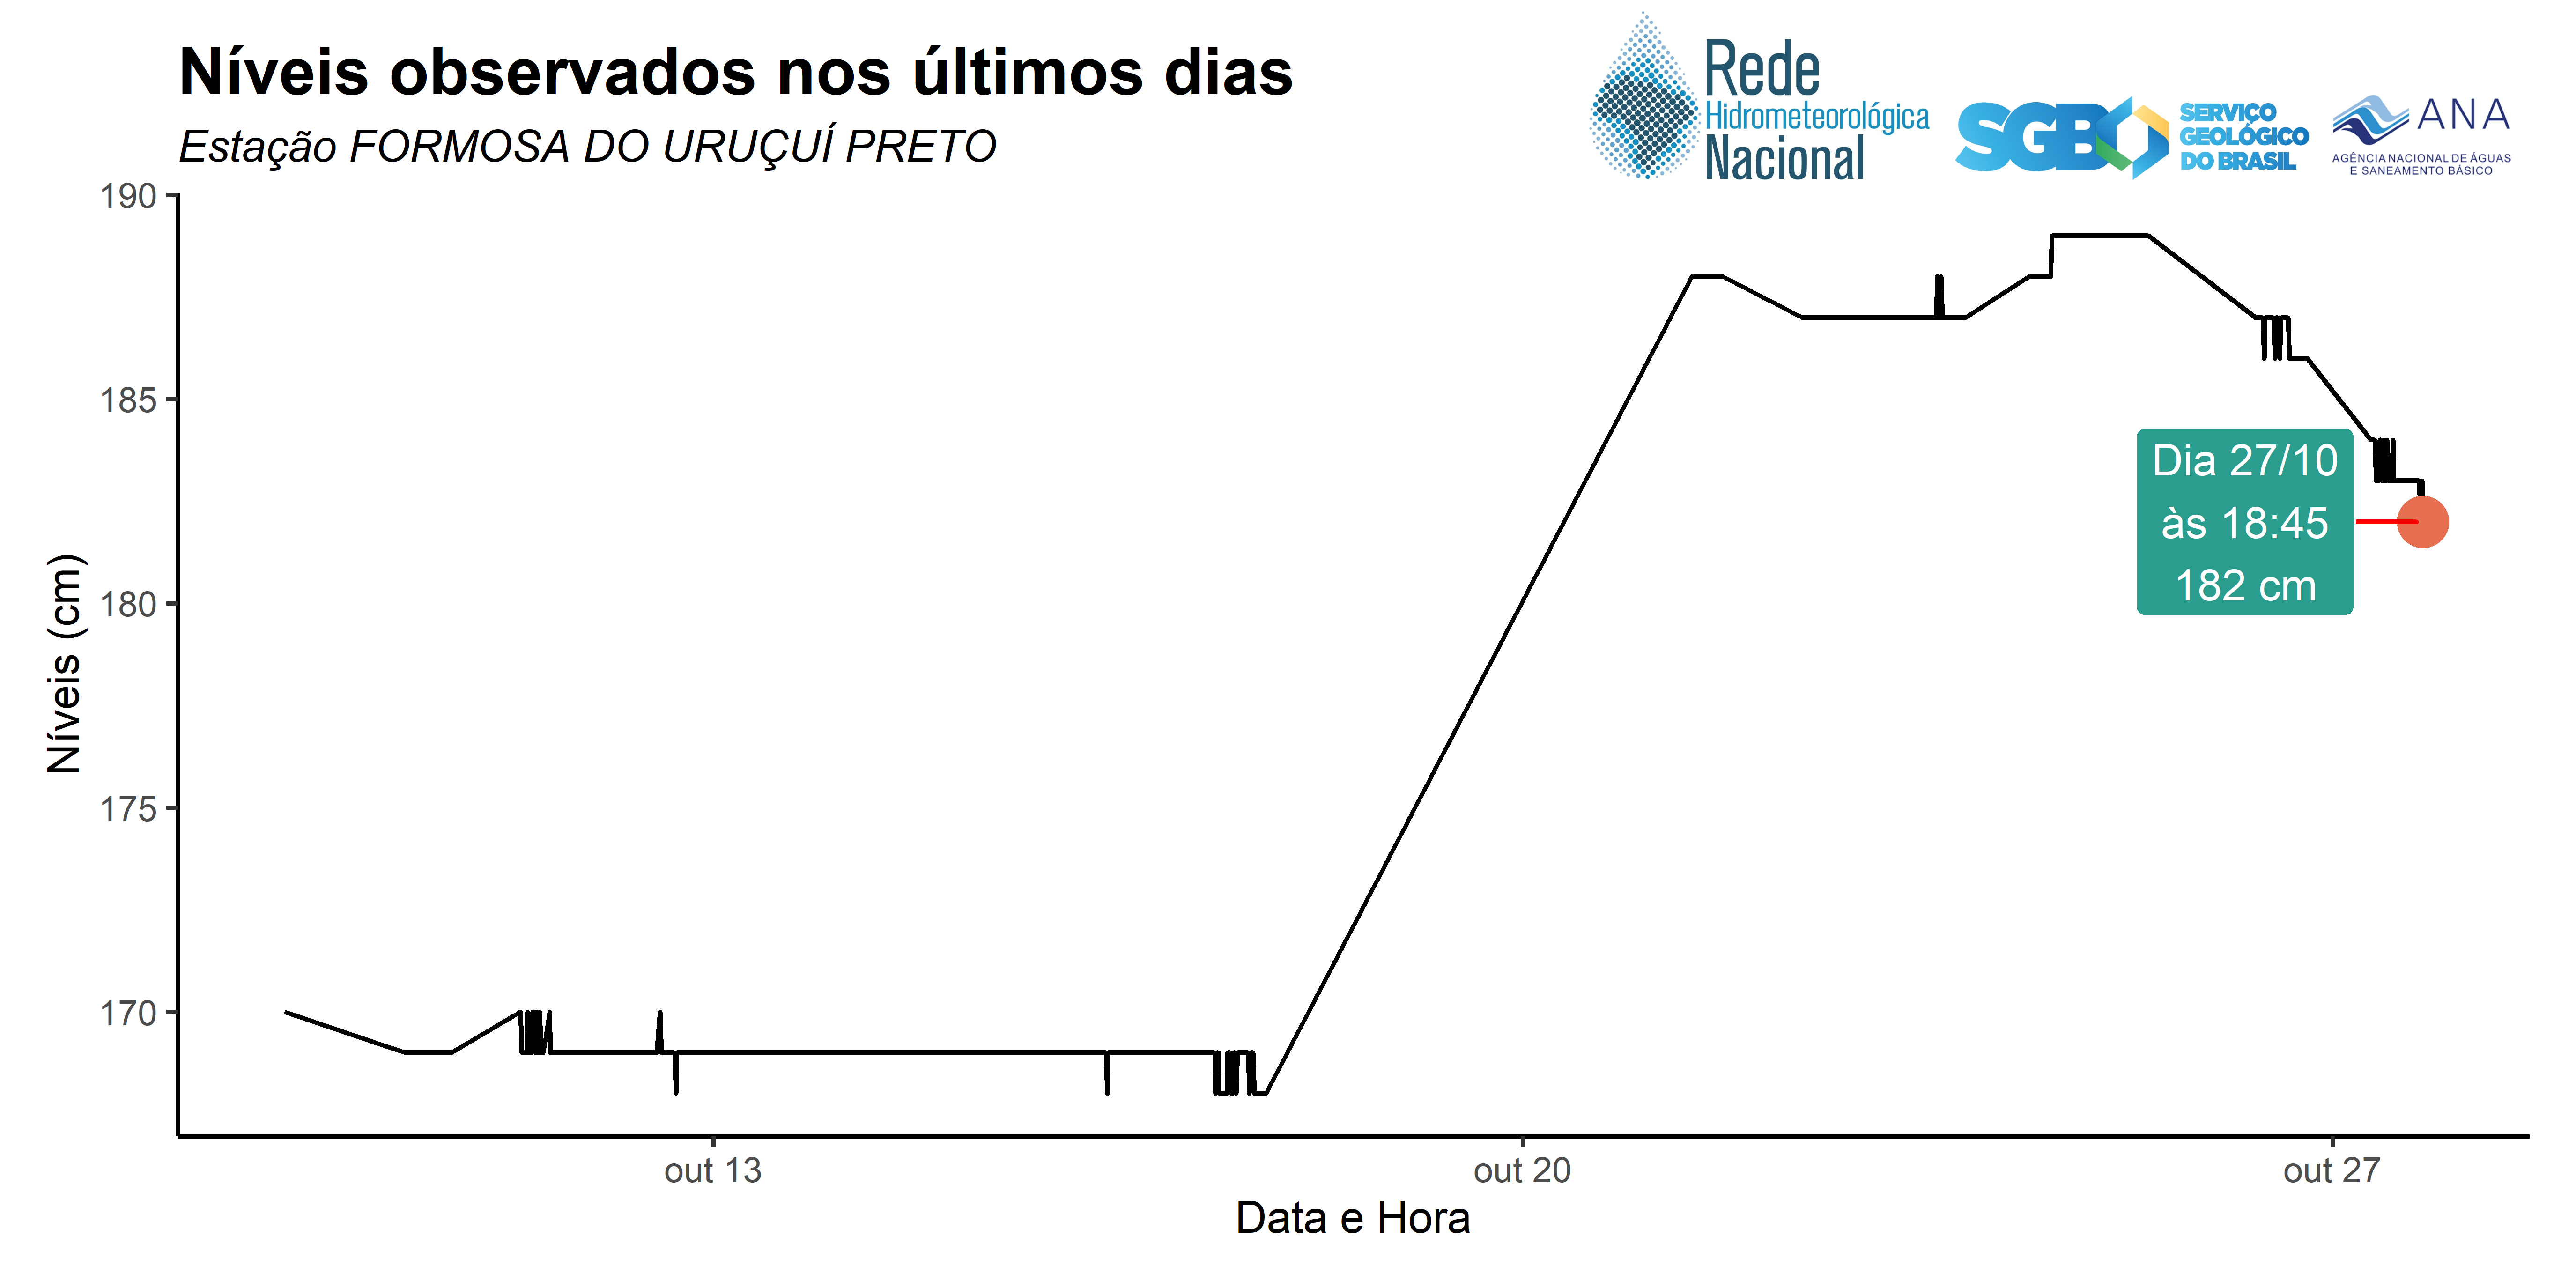 Níveis observados nos últimos dias
Estação FORMOSA DO URUÇUÍ PRETO
Rede
Hidrometeorológica
Nacional
SGB
SERVIÇO
GEOLÓGICO
DO BRASIL
ANA
AGÊNCIA NACIONAL DE ÁGUAS
E SANEAMENTO BÁSICO
Níveis (cm)
190
185
180
175
170
Dia 27/10
às 18:45
182 cm
out 13
out 20
out 27
Data e Hora